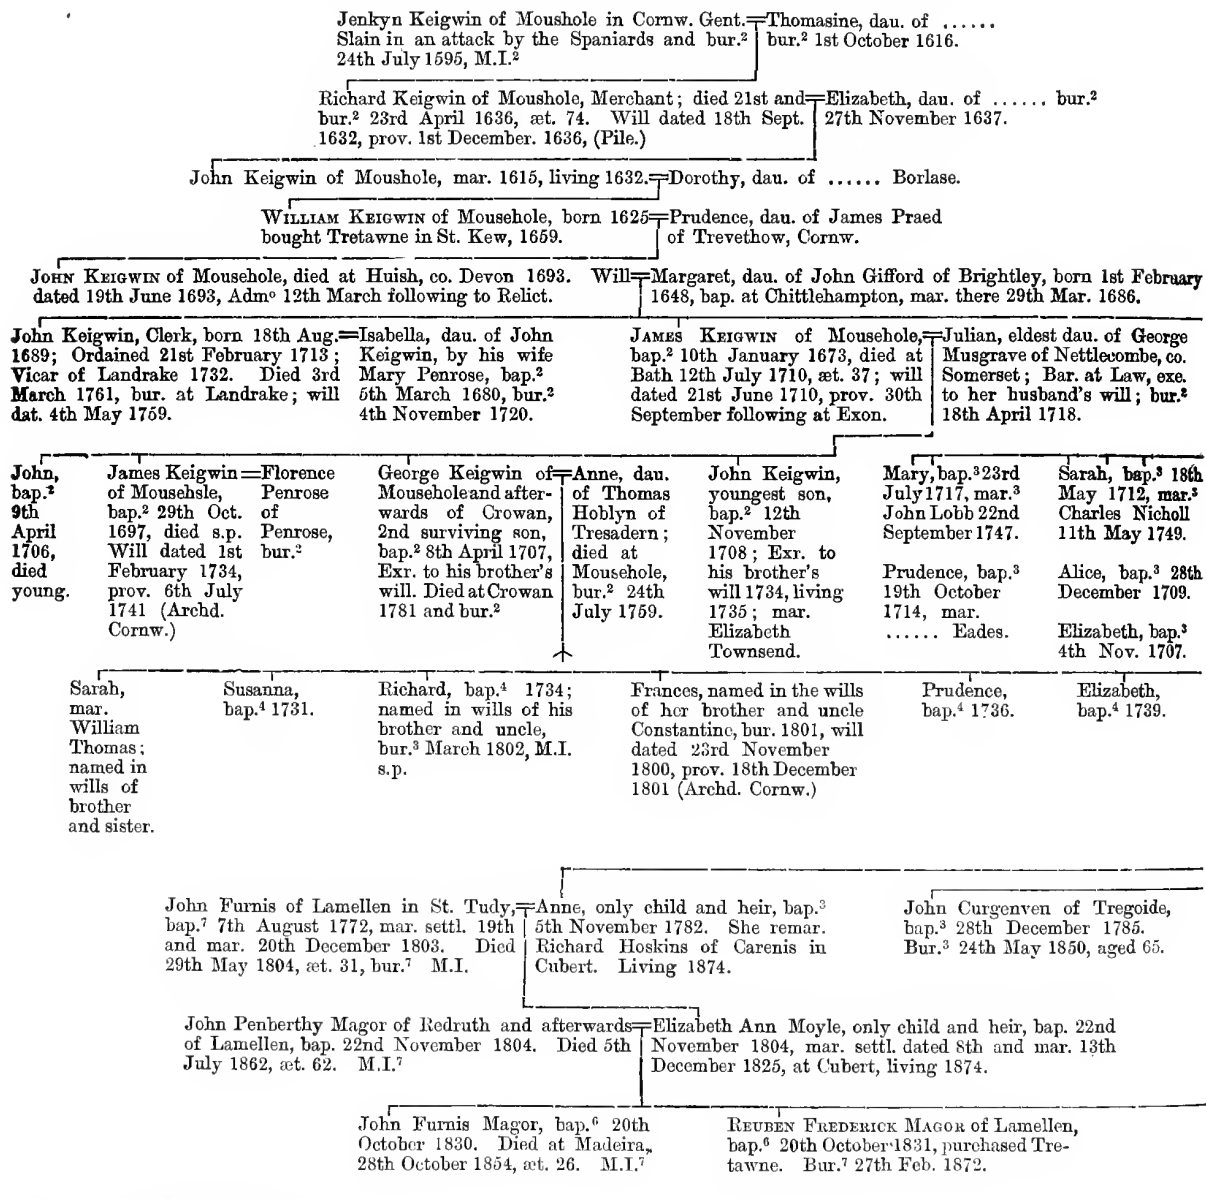 Jenkyn Keigwin of Moushole in Cornw. Gent.=Thomasine, dau. of ......
Slain in an attack by the Spaniards and bur.² bur.² 1st October 1616.
24th July 1595, M.I.²
Richard Keigwin of Moushole, Merchant; died 21st and=Elizabeth, dau. of ...... bur.²
bur.² 23rd April 1636, æt. 74. Will dated 18th Sept. 27th November 1637.
1632, prov. 1st December. 1636, (Pile.)
John Keigwin of Moushole, mar. 1615, living 1632.=Dorothy, dau. of ...... Borlase.
WILLIAM KEIGWIN of Mousehole, born 1625=Prudence, dau. of James Praed
bought Tretawne in St. Kew, 1659. of Trevethow, Cornw.
JOHN KEIGWIN of Mousehole, died at Huish, co. Devon 1693. Will=Margaret, dau. of John Gifford of Brightley, born 1st February
dated 19th June 1693, Admᵒ 12th March following to Relict. 1648, bap. at Chittlehampton, mar. there 29th Mar. 1686.
John Keigwin, Clerk, born 18th Aug.=Isabella, dau. of John
1689; Ordained 21st February 1713; Keigwin, by his wife
Vicar of Landrake 1732. Died 3rd Mary Penrose, bap.²
March 1761, bur. at Landrake; will 5th March 1680, bur.²
dat. 4th May 1759. 4th November 1720.
JAMES KEIGWIN of Mousehole,=Julian, eldest dau. of George
bap.² 10th January 1673, died at Musgrave of Nettlecombe, co.
Bath 12th July 1710, æt. 37; will Somerset; Bar. at Law, exe.
dated 21st June 1710, prov. 30th to her husband's will; bur.²
September following at Exon. 18th April 1718.
John,
bap.²
9th
April
1706,
died
young.
James Keigwin=Florence
of Mousehsle, Penrose
bap.² 29th Oct. of
1697, died s.p. Penrose,
Will dated 1st bur.²
February 1734,
prov. 6th July
1741 (Archd.
Cornw.)
George Keigwin of=Anne, dau.
Mousehole and after- of Thomas
wards of Crowan, Hoblyn of
2nd surviving son, Tresadern;
bap.² 8th April 1707, died at
Exr. to his brother's Mousehole,
will. Died at Crowan bur.² 24th
1781 and bur.² July 1759.
John Keigwin,
youngest son,
bap.² 12th
November
1708; Exr. to
his brother's
will 1734, living
1735; mar.
Elizabeth
Townsend.
Mary, bap.³ 23rd
July 1717, mar.³
John Lobb 22nd
September 1747.
Prudence, bap.³
19th October
1714, mar.
...... Eades.
Sarah, bap.³ 18th
May 1712, mar.³
Charles Nicholl
11th May 1749.
Alice, bap.³ 28th
December 1709.
Elizabeth, bap.³
4th Nov. 1707.
Sarah,
mar.
William
Thomas;
named in
wills of
brother
and sister.
Susanna,
bap.⁴ 1731.
Richard, bap.⁴ 1734;
named in wills of his
brother and uncle,
bur.³ March 1802, M.I.
s.p.
Frances, named in the wills
of her brother and uncle
Constantine, bur. 1801, will
dated 23rd November
1800, prov. 18th December
1801 (Archd. Cornw.)
Prudence,
bap.⁴ 1736.
Elizabeth,
bap.⁴ 1739.
John Furnis of Lamellen in St. Tudy,=Anne, only child and heir, bap.³
bap.⁷ 7th August 1772, mar. settl. 19th 5th November 1782. She remar.
and mar. 20th December 1803. Died Richard Hoskins of Carenis in
29th May 1804, æt. 31, bur.⁷ M.I. Cubert. Living 1874.
John Curgenven of Tregoide,
bap.³ 28th December 1785.
Bur.³ 24th May 1850, aged 65.
John Penberthy Magor of Redruth and afterwards=Elizabeth Ann Moyle, only child and heir, bap. 22nd
of Lamellen, bap. 22nd November 1804. Died 5th November 1804, mar. settl. dated 8th and mar. 13th
July 1862, æt. 62. M.I.⁷ December 1825, at Cubert, living 1874.
John Furnis Magor, bap.⁶ 20th
October 1830. Died at Madeira,
28th October 1854, æt. 26. M.I.⁷
REUBEN FREDERICK MAGOR of Lamellen,
bap.⁶ 20th October 1831, purchased Tre-
tawne. Bur.⁷ 27th Feb. 1872.